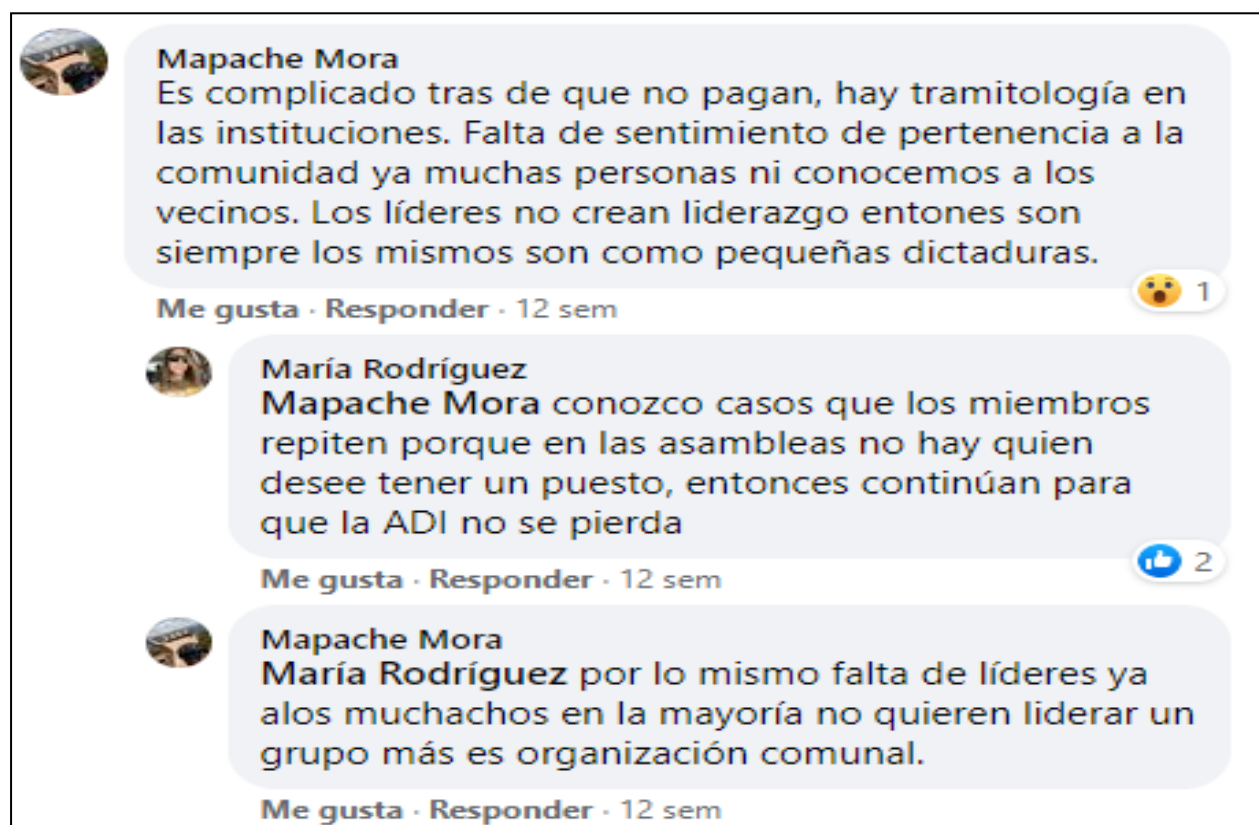 Mapache Mora
Es complicado tras de que no pagan, hay tramitología en
las instituciones. Falta de sentimiento de pertenencia a la
comunidad ya muchas personas ni conocemos a los
vecinos. Los líderes no crean liderazgo entones son
siempre los mismos son como pequeñas dictaduras.
1
Me gusta · Responder · 12 sem
María Rodríguez
Mapache Mora conozco casos que los miembros
repiten porque en las asambleas no hay quien
desee tener un puesto, entonces continúan para
que la ADI no se pierda
2
Me gusta · Responder · 12 sem
Mapache Mora
María Rodríguez por lo mismo falta de líderes ya
alos muchachos en la mayoría no quieren liderar un
grupo más es organización comunal.
Me gusta · Responder · 12 sem